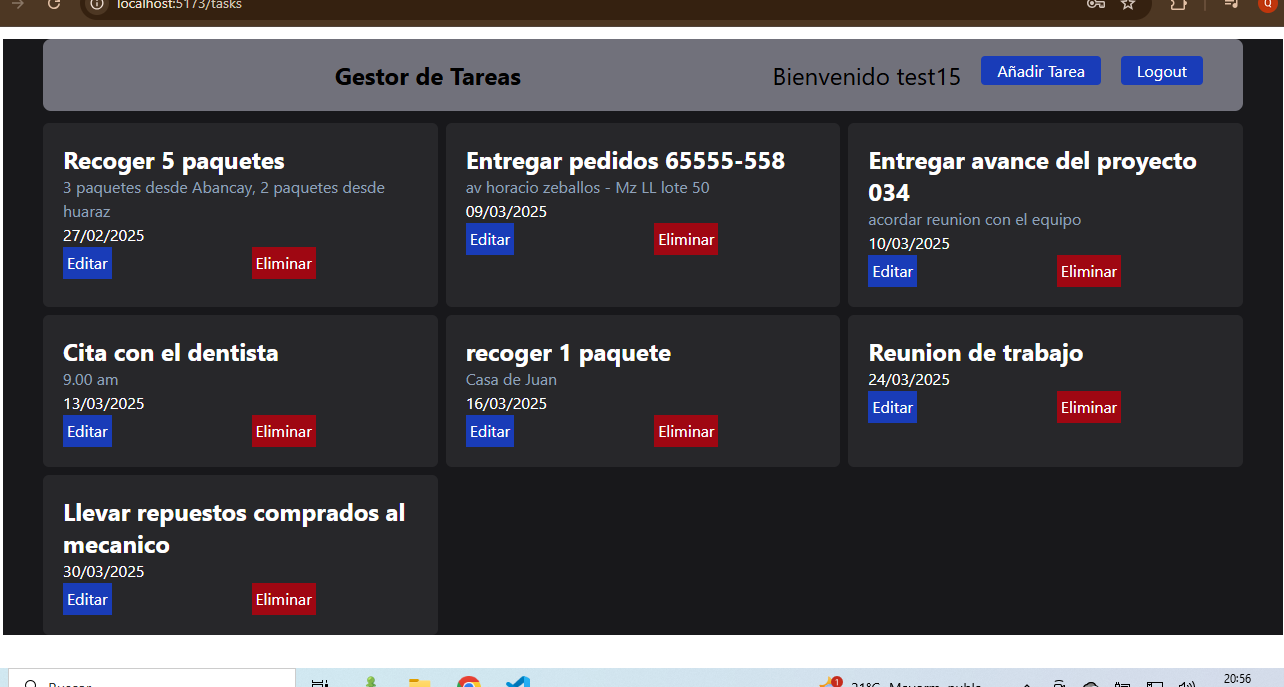 localhost:5173/tasks
Gestor de Tareas
Bienvenido test15
Añadir Tarea
Logout
Recoger 5 paquetes
3 paquetes desde Abancay, 2 paquetes desde
huaraz
27/02/2025
Editar
Eliminar
Entregar pedidos 65555-558
av horacio zeballos - Mz LL lote 50
09/03/2025
Editar
Eliminar
Entregar avance del proyecto
034
acordar reunion con el equipo
10/03/2025
Editar
Eliminar
Cita con el dentista
9.00 am
13/03/2025
Editar
Eliminar
recoger 1 paquete
Casa de Juan
16/03/2025
Editar
Eliminar
Reunion de trabajo
24/03/2025
Editar
Eliminar
Llevar repuestos comprados al
mecanico
30/03/2025
Editar
Eliminar
Buscar
1
21°C
20:56